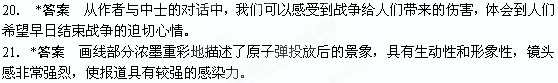 20. *答案  从作者与中士的对话中，我们可以感受到战争给人们带来的伤害，体会到人们
希望早日结束战争的迫切心情。
21. *答案  画线部分浓墨重彩地描述了原子弹投放后的景象，具有生动性和形象性，镜头
感非常强烈，使报道具有较强的感染力。